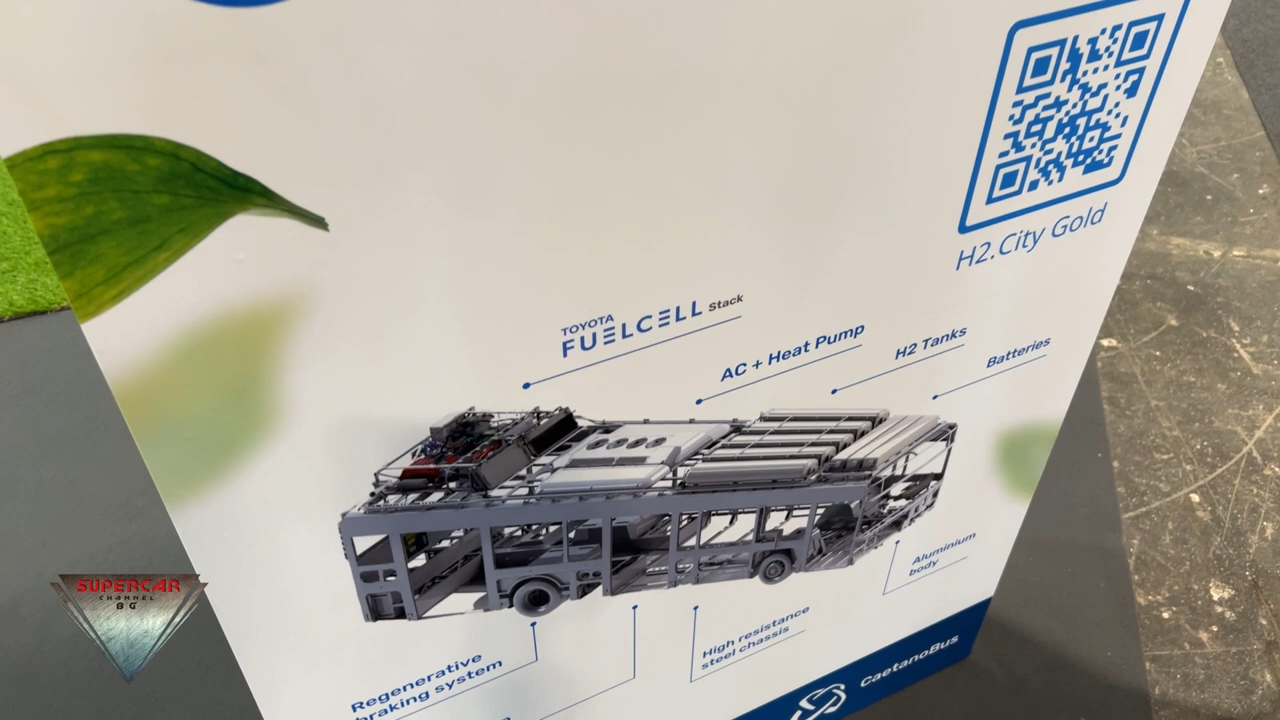 H2.City Gold
TOYOTA
FUELCELL Stack
AC + Heat Pump
H2 Tanks
Batteries
Aluminium
body
High resistance
steel chassis
Regenerative
braking system
CaetanoBus
SUPERCAR
CHANNEL
BG